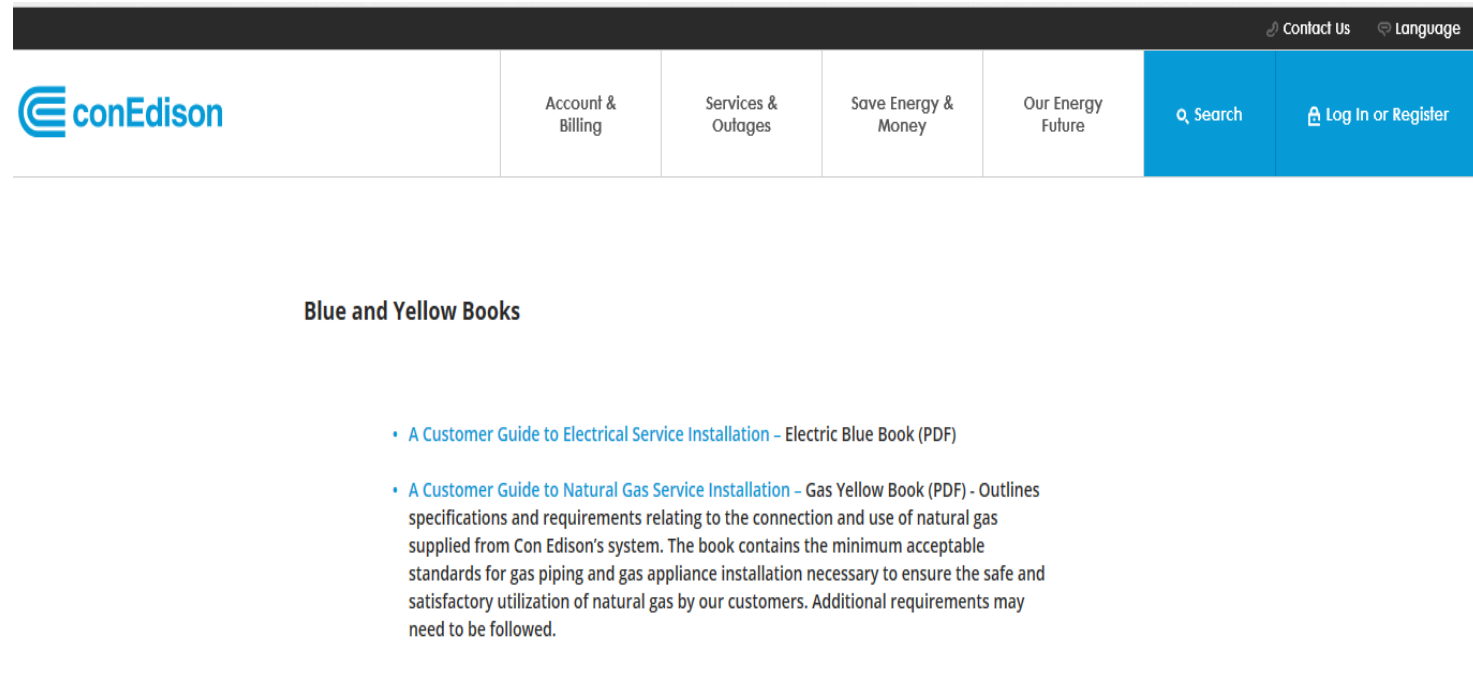 Contact Us
Language
conEdison
Account &
Billing
Services &
Outages
Save Energy &
Money
Our Energy
Future
Search
Log In or Register
Blue and Yellow Books
• A Customer Guide to Electrical Service Installation – Electric Blue Book (PDF)
• A Customer Guide to Natural Gas Service Installation – Gas Yellow Book (PDF) - Outlines
specifications and requirements relating to the connection and use of natural gas
supplied from Con Edison’s system. The book contains the minimum acceptable
standards for gas piping and gas appliance installation necessary to ensure the safe and
satisfactory utilization of natural gas by our customers. Additional requirements may
need to be followed.